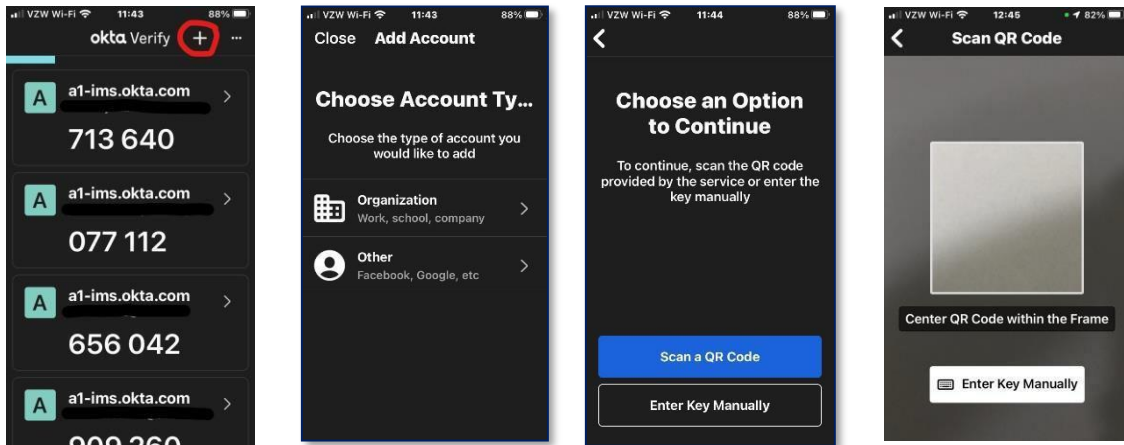 VZW Wi-Fi 11:43 88%
okta Verify + ...
a1-ims.okta.com
A
713 640
a1-ims.okta.com
A
077 112
a1-ims.okta.com
A
656 042
a1-ims.okta.com
A
909 260
VZW Wi-Fi 11:43 88%
Close Add Account
Choose Account Ty...
Choose the type of account you
would like to add
Organization
Work, school, company
Other
Facebook, Google, etc
VZW Wi-Fi 11:44 88%
Choose an Option
to Continue
To continue, scan the QR code
provided by the service or enter the
key manually
Scan a QR Code
Enter Key Manually
VZW Wi-Fi 12:45 82%
Scan QR Code
Center QR Code within the Frame
Enter Key Manually